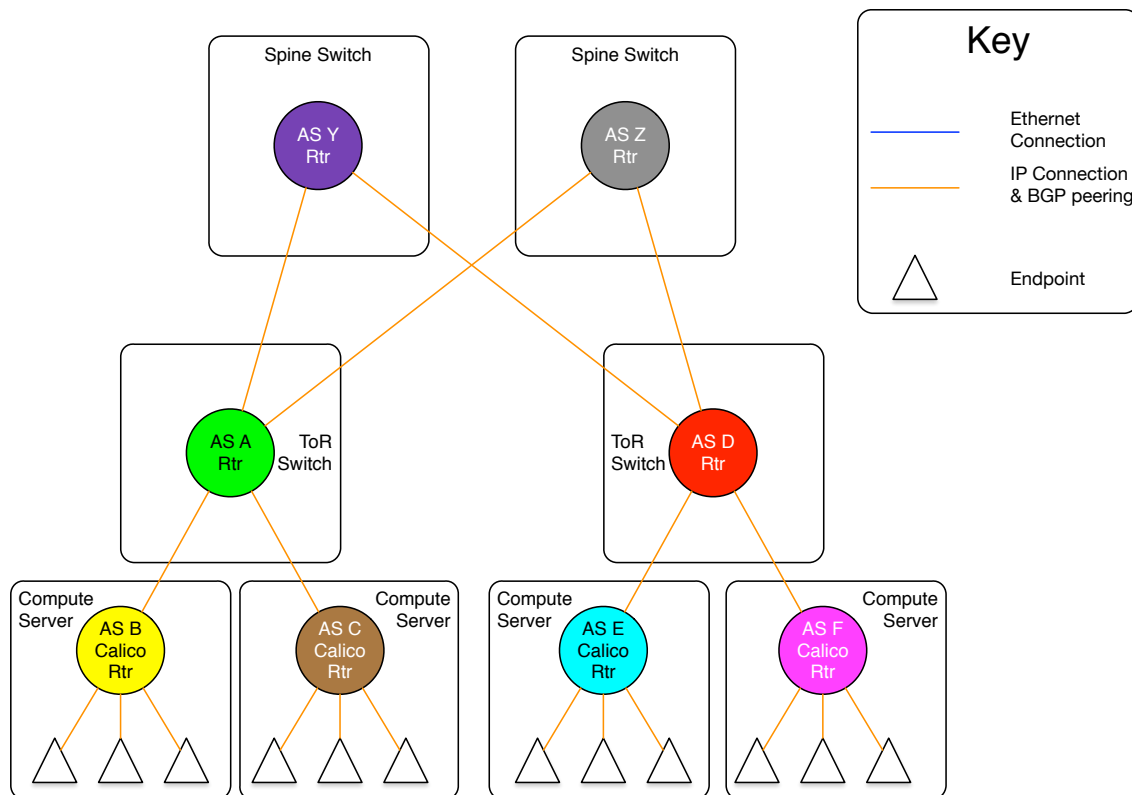 Spine Switch
Spine Switch
Key
AS Y
Rtr
AS Z
Rtr
Ethernet
Connection
IP Connection
& BGP peering
Endpoint
AS A
Rtr
ToR
Switch
ToR
Switch
AS D
Rtr
Compute
Server
AS B
Calico
Rtr
Compute
Server
AS C
Calico
Rtr
Compute
Server
AS E
Calico
Rtr
Compute
Server
AS F
Calico
Rtr